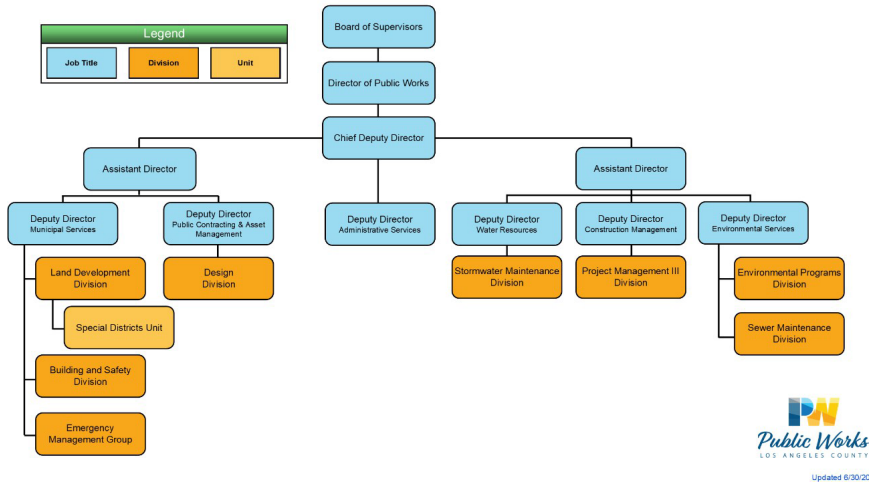 Legend
Job Title
Division
Unit
Board of Supervisors
Director of Public Works
Chief Deputy Director
Assistant Director
Assistant Director
Deputy Director
Municipal Services
Deputy Director
Public Contracting & Asset
Management
Deputy Director
Administrative Services
Deputy Director
Water Resources
Deputy Director
Construction Management
Deputy Director
Environmental Services
Land Development
Division
Design
Division
Stormwater Maintenance
Division
Project Management III
Division
Environmental Programs
Division
Special Districts Unit
Sewer Maintenance
Division
Building and Safety
Division
Emergency
Management Group
PW
Public Works
LOS ANGELES COUNTY
Updated 6/30/20